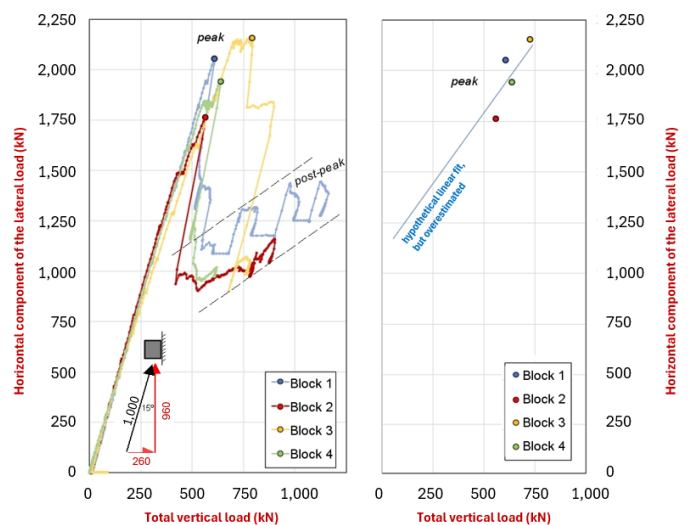 2,250
2,000
1,750
1,500
1,250
1,000
750
500
250
0
Horizontal component of the lateral load (kN)
peak
post-peak
1,000
15°
960
260
Block 1
Block 2
Block 3
Block 4
0 250 500 750 1,000
Total vertical load (kN)
peak
hypothetical linear fit,
but overestimated
Block 1
Block 2
Block 3
Block 4
2,250
2,000
1,750
1,500
1,250
1,000
750
500
250
0
Horizontal component of the lateral load (kN)
0 250 500 750 1,000
Total vertical load (kN)